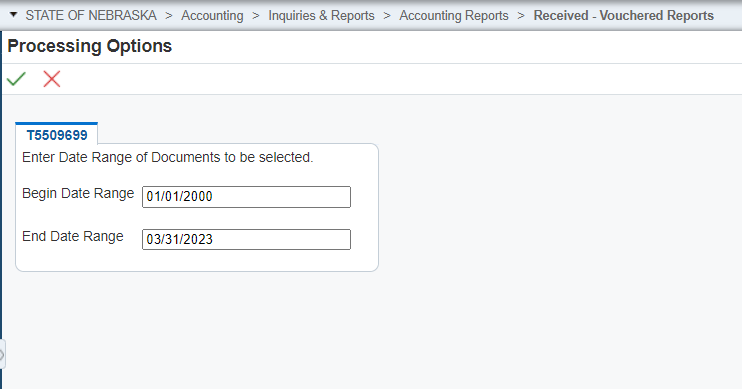 STATE OF NEBRASKA > Accounting > Inquiries & Reports > Accounting Reports > Received - Vouchered Reports
Processing Options
T5509699
Enter Date Range of Documents to be selected.
Begin Date Range 01/01/2000
End Date Range 03/31/2023